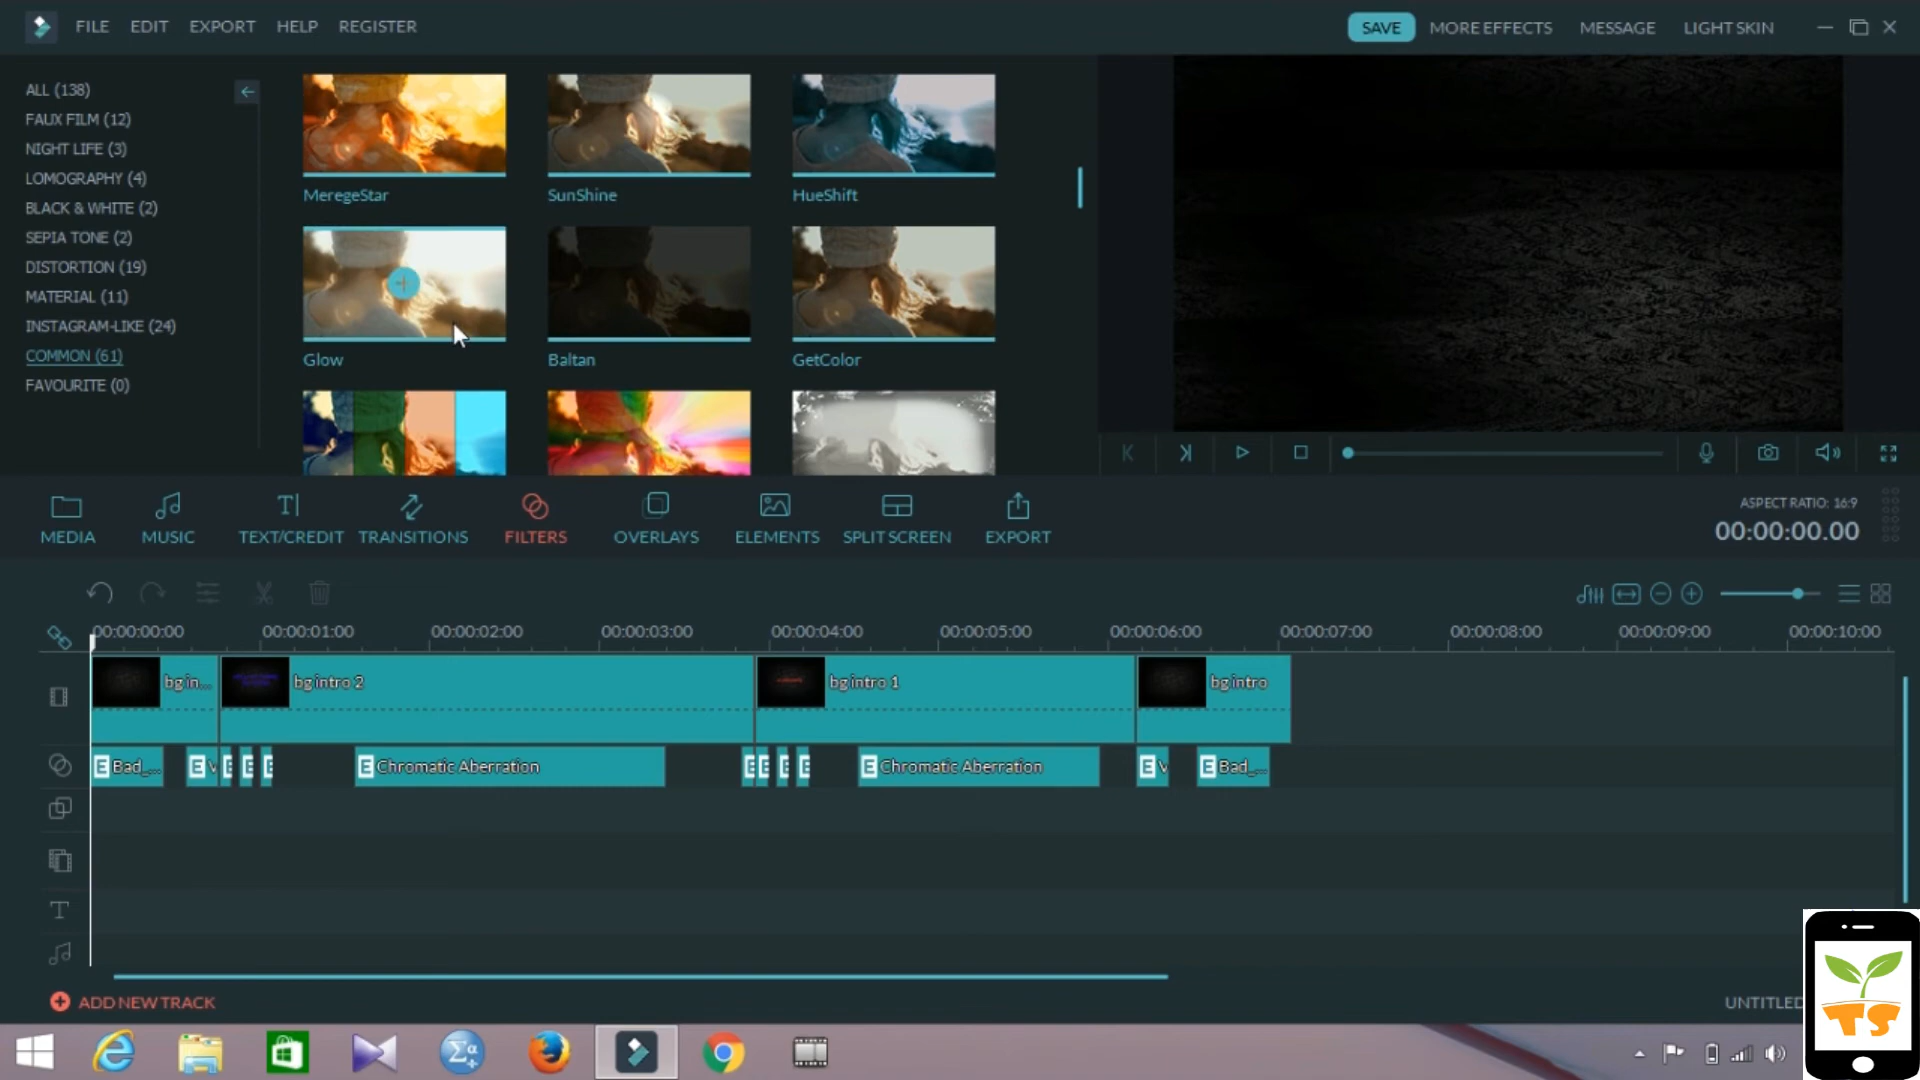 FILE EDIT EXPORT HELP REGISTER
SAVE MORE EFFECTS MESSAGE LIGHT SKIN
ALL (138)
FAUX FILM (12)
NIGHT LIFE (3)
LOMOGRAPHY (4)
BLACK & WHITE (2)
SEPIA TONE (2)
DISTORTION (19)
MATERIAL (11)
INSTAGRAM-LIKE (24)
COMMON (61)
FAVOURITE (0)
MeregeStar SunShine HueShift
Glow Baltan GetColor
MEDIA MUSIC TEXT/CREDIT TRANSITIONS FILTERS OVERLAYS ELEMENTS SPLIT SCREEN EXPORT
ASPECT RATIO: 16:9
00:00:00.00
00:00:00:00 00:00:01:00 00:00:02:00 00:00:03:00 00:00:04:00 00:00:05:00 00:00:06:00 00:00:07:00 00:00:08:00 00:00:09:00 00:00:10:00
bg in... bg intro 2 bg intro 1 bg intro
E Bad_... E V E E E E Chromatic Aberration E E E E E Chromatic Aberration E V E Bad_...
ADD NEW TRACK
UNTITLED
TS